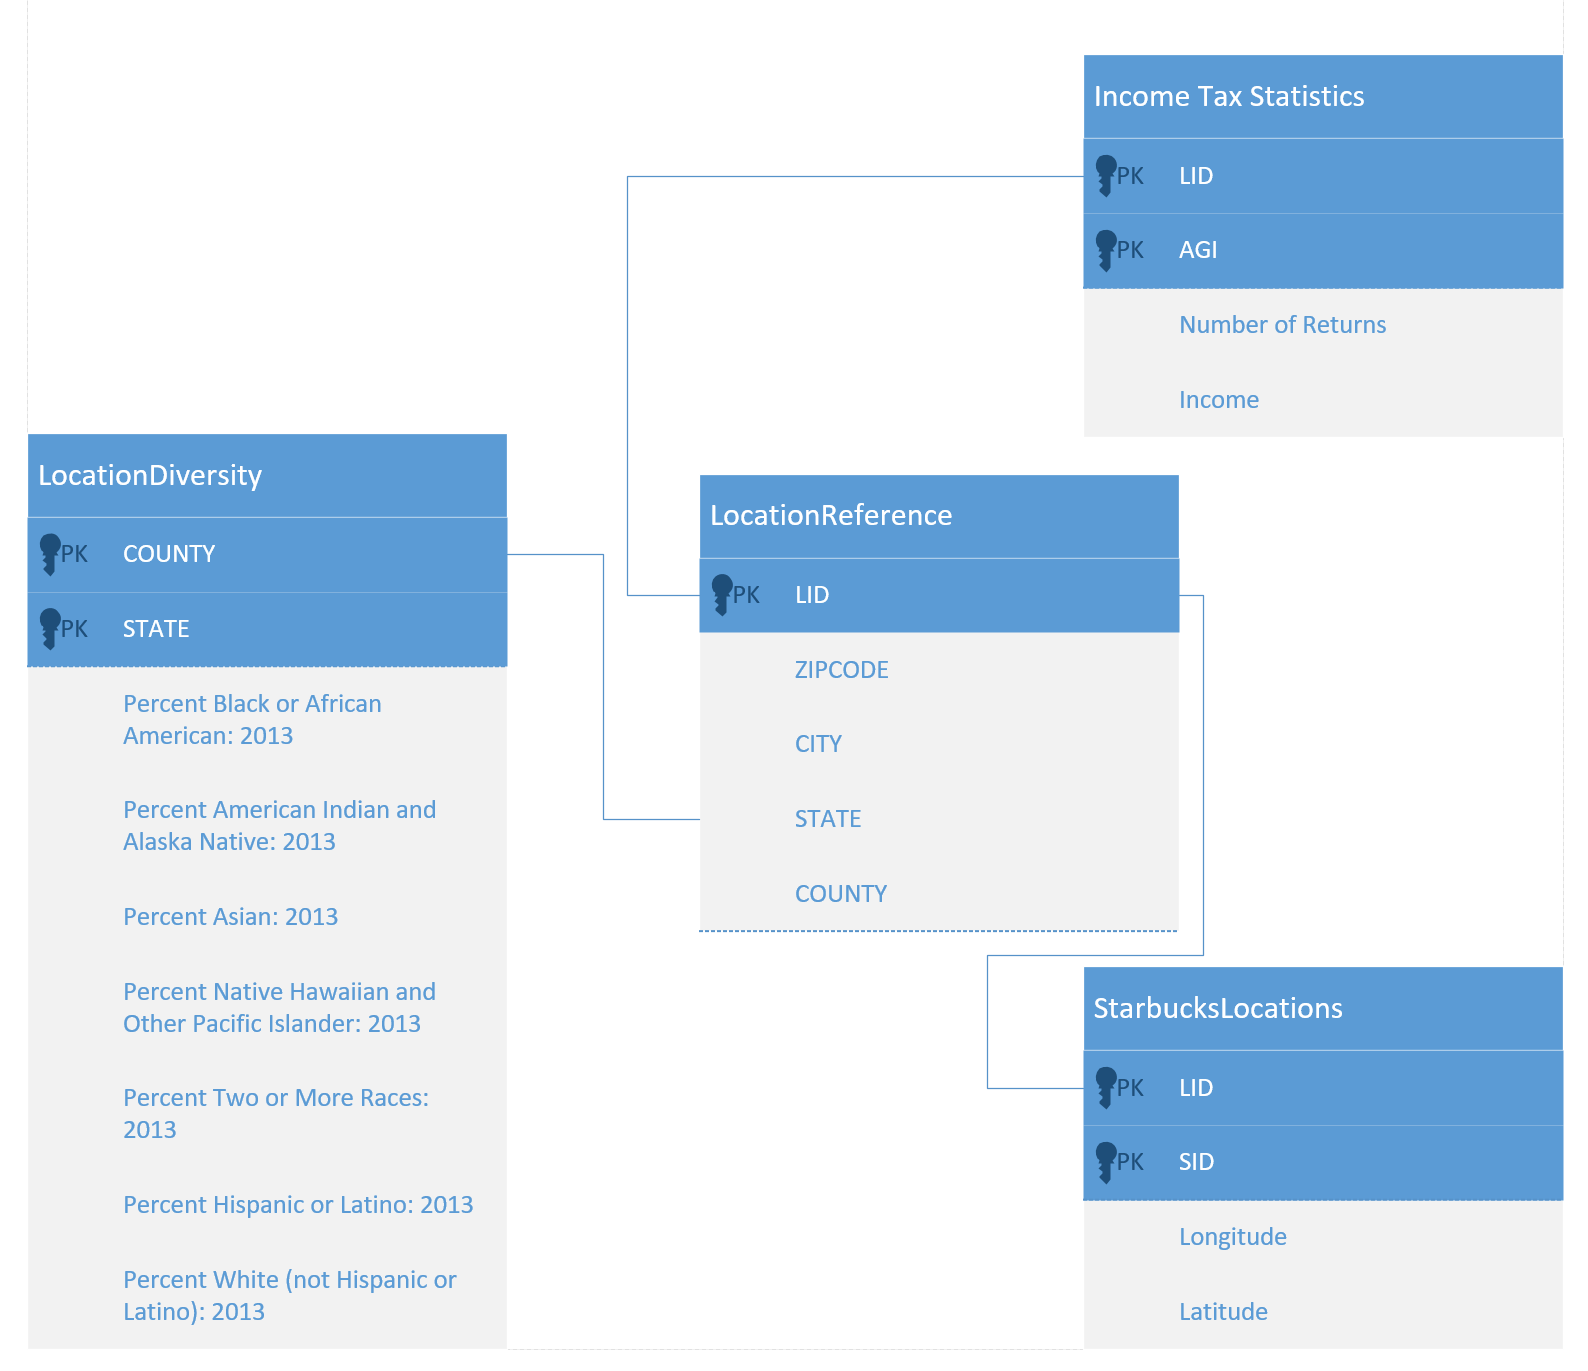 Income Tax Statistics
PK LID
PK AGI
Number of Returns
Income
LocationDiversity
PK COUNTY
PK STATE
Percent Black or African
American: 2013
Percent American Indian and
Alaska Native: 2013
Percent Asian: 2013
Percent Native Hawaiian and
Other Pacific Islander: 2013
Percent Two or More Races:
2013
Percent Hispanic or Latino: 2013
Percent White (not Hispanic or
Latino): 2013
LocationReference
PK LID
ZIPCODE
CITY
STATE
COUNTY
StarbucksLocations
PK LID
PK SID
Longitude
Latitude